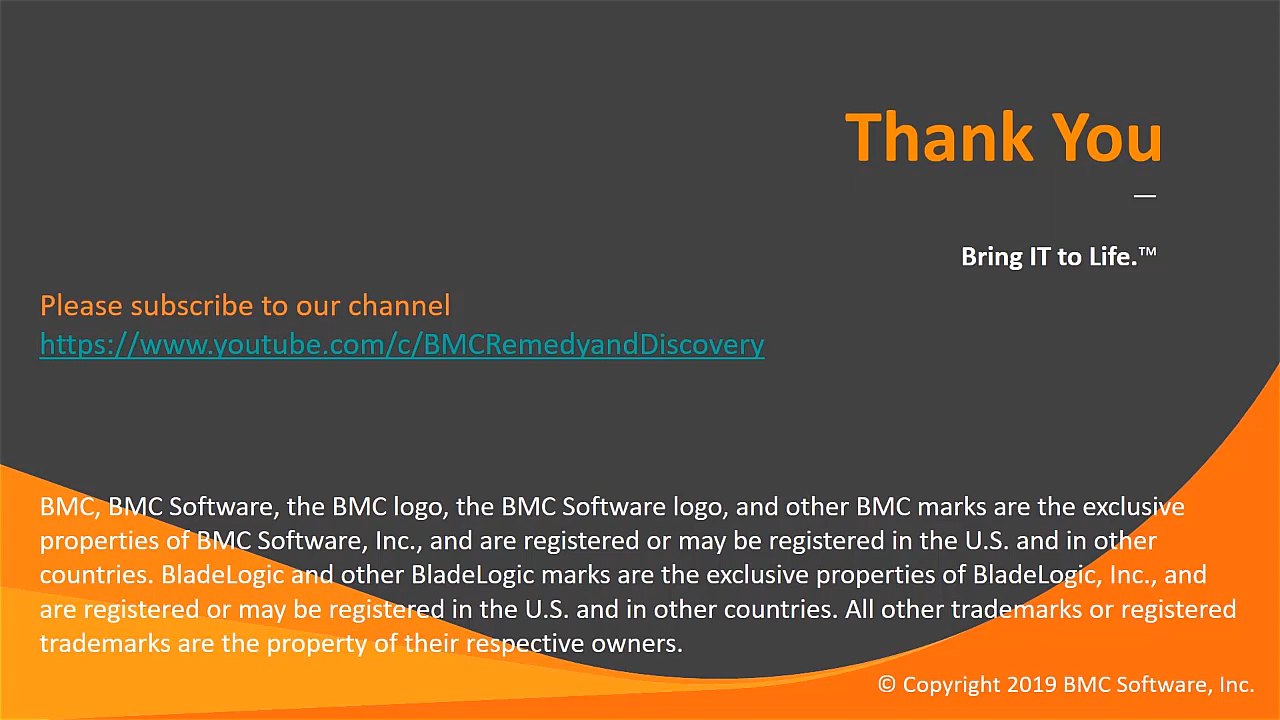 Thank You
—
Bring IT to Life.™
Please subscribe to our channel
https://www.youtube.com/c/BMCRemedyandDiscovery
BMC, BMC Software, the BMC logo, the BMC Software logo, and other BMC marks are the exclusive
properties of BMC Software, Inc., and are registered or may be registered in the U.S. and in other
countries. BladeLogic and other BladeLogic marks are the exclusive properties of BladeLogic, Inc., and
are registered or may be registered in the U.S. and in other countries. All other trademarks or registered
trademarks are the property of their respective owners.
© Copyright 2019 BMC Software, Inc.